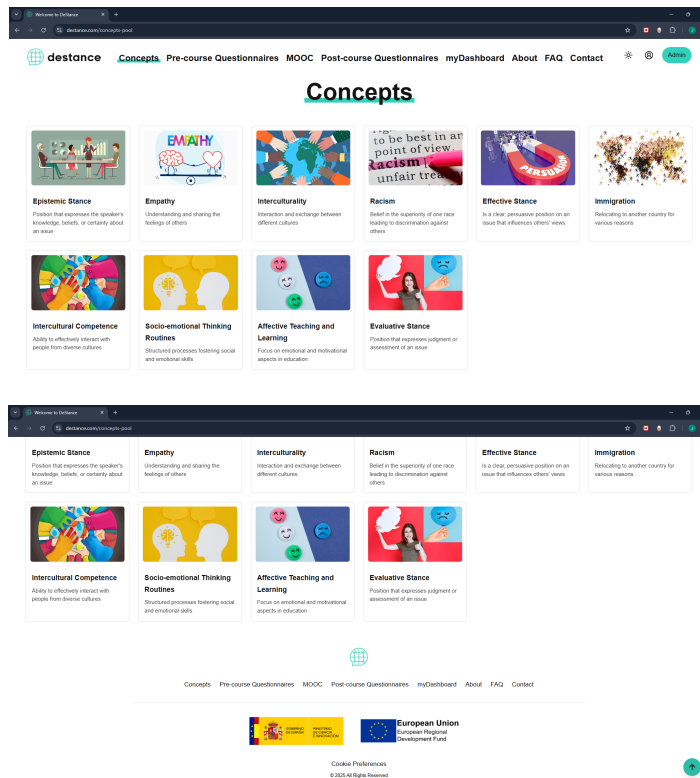 Welcome to DeStance
destance.com/concepts-pool
destance Concepts Pre-course Questionnaires MOOC Post-course Questionnaires myDashboard About FAQ Contact Admin
Concepts
EMPATHY
to be best in an
point of view
Racism
unfair
PERSUASION
Epistemic Stance
Position that expresses the speaker's
knowledge, beliefs, or certainty about
an issue
Empathy
Understanding and sharing the
feelings of others
Interculturality
Interaction and exchange between
different cultures
Racism
Belief in the superiority of one race
leading to discrimination against
others
Effective Stance
Is a clear, persuasive position on an
issue that influences others' views
Immigration
Relocating to another country for
various reasons
Intercultural Competence
Ability to effectively interact with
people from diverse cultures
Socio-emotional Thinking
Routines
Structured processes fostering social
and emotional skills
Affective Teaching and
Learning
Focus on emotional and motivational
aspects in education
Evaluative Stance
Position that expresses judgment or
assessment of an issue
Welcome to DeStance
destance.com/concepts-pool
Epistemic Stance
Position that expresses the speaker's
knowledge, beliefs, or certainty about
an issue
Empathy
Understanding and sharing the
feelings of others
Interculturality
Interaction and exchange between
different cultures
Racism
Belief in the superiority of one race
leading to discrimination against
others
Effective Stance
Is a clear, persuasive position on an
issue that influences others' views
Immigration
Relocating to another country for
various reasons
Intercultural Competence
Ability to effectively interact with
people from diverse cultures
Socio-emotional Thinking
Routines
Structured processes fostering social
and emotional skills
Affective Teaching and
Learning
Focus on emotional and motivational
aspects in education
Evaluative Stance
Position that expresses judgment or
assessment of an issue
Concepts Pre-course Questionnaires MOOC Post-course Questionnaires myDashboard About FAQ Contact
GOBIERNO
DE ESPAÑA
MINISTERIO
DE CIENCIA
E INNOVACIÓN
European Union
European Regional
Development Fund
Cookie Preferences
© 2025 All Rights Reserved